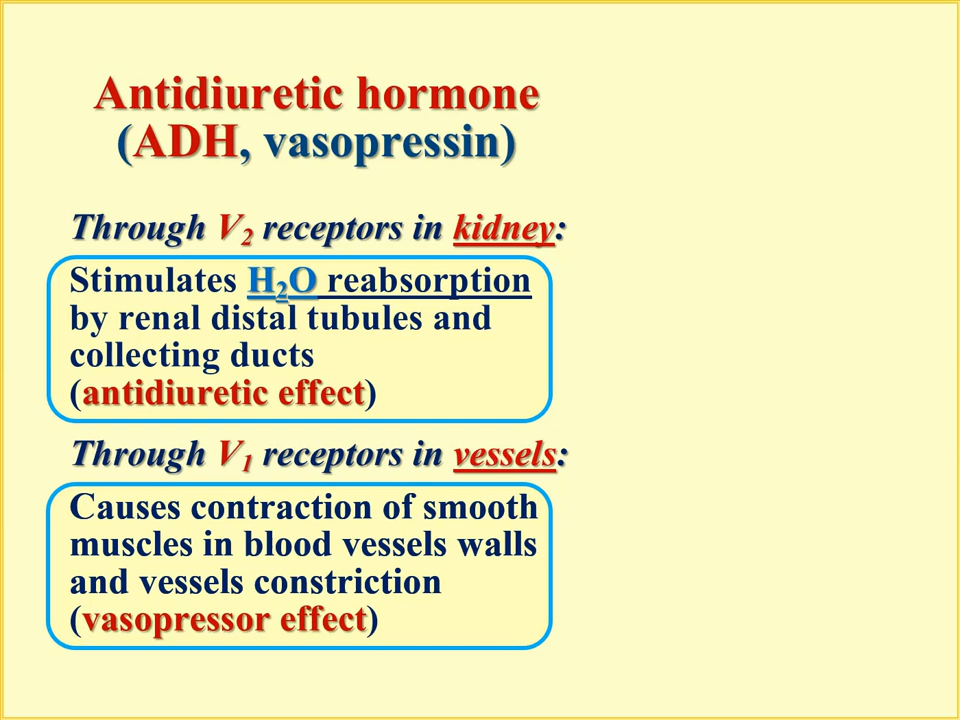 Antidiuretic hormone
(ADH, vasopressin)
Through V₂ receptors in kidney:
Stimulates H₂O reabsorption
by renal distal tubules and
collecting ducts
(antidiuretic effect)
Through V₁ receptors in vessels:
Causes contraction of smooth
muscles in blood vessels walls
and vessels constriction
(vasopressor effect)